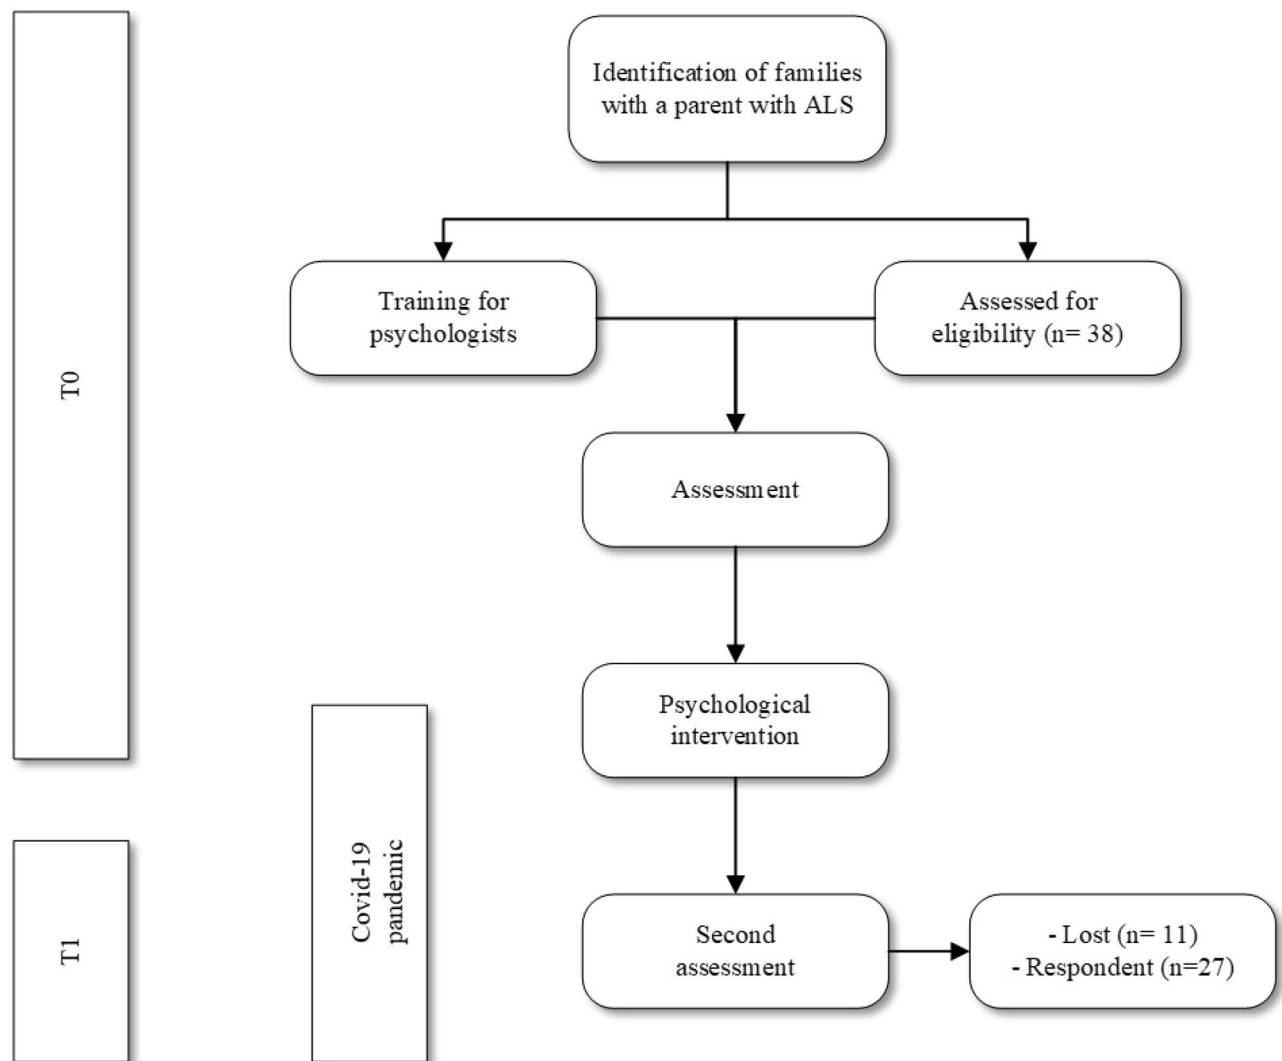 Identification of families
with a parent with ALS
Training for
psychologists
Assessed for
eligibility (n= 38)
T0
Assessment
Psychological
intervention
Covid-19
pandemic
T1
Second
assessment
- Lost (n= 11)
- Respondent (n=27)